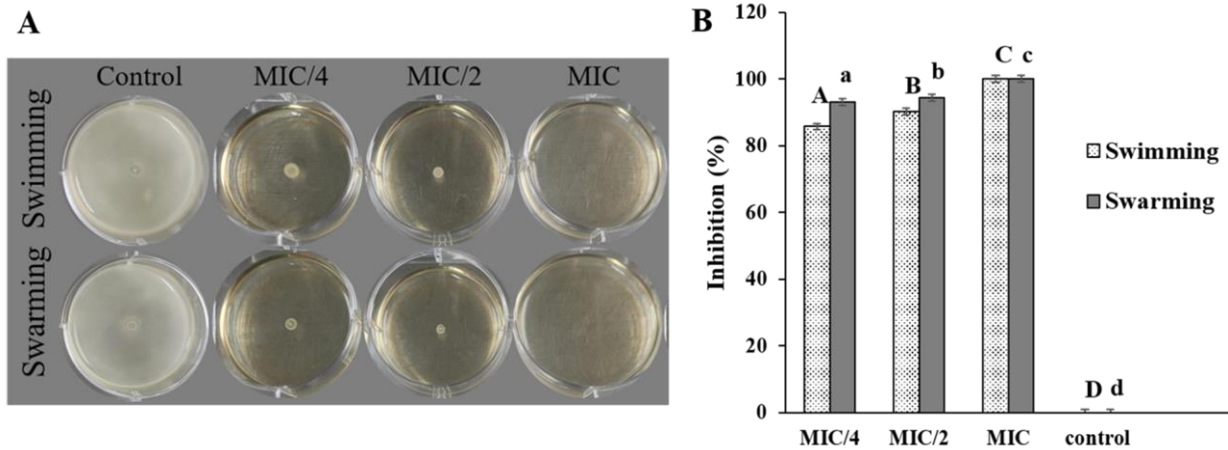 A
Control MIC/4 MIC/2 MIC
Swimming
Swarming
B
120
100
80
60
40
20
0
Inhibition (%)
A a
B b
C c
D d
MIC/4 MIC/2 MIC control
Swimming
Swarming